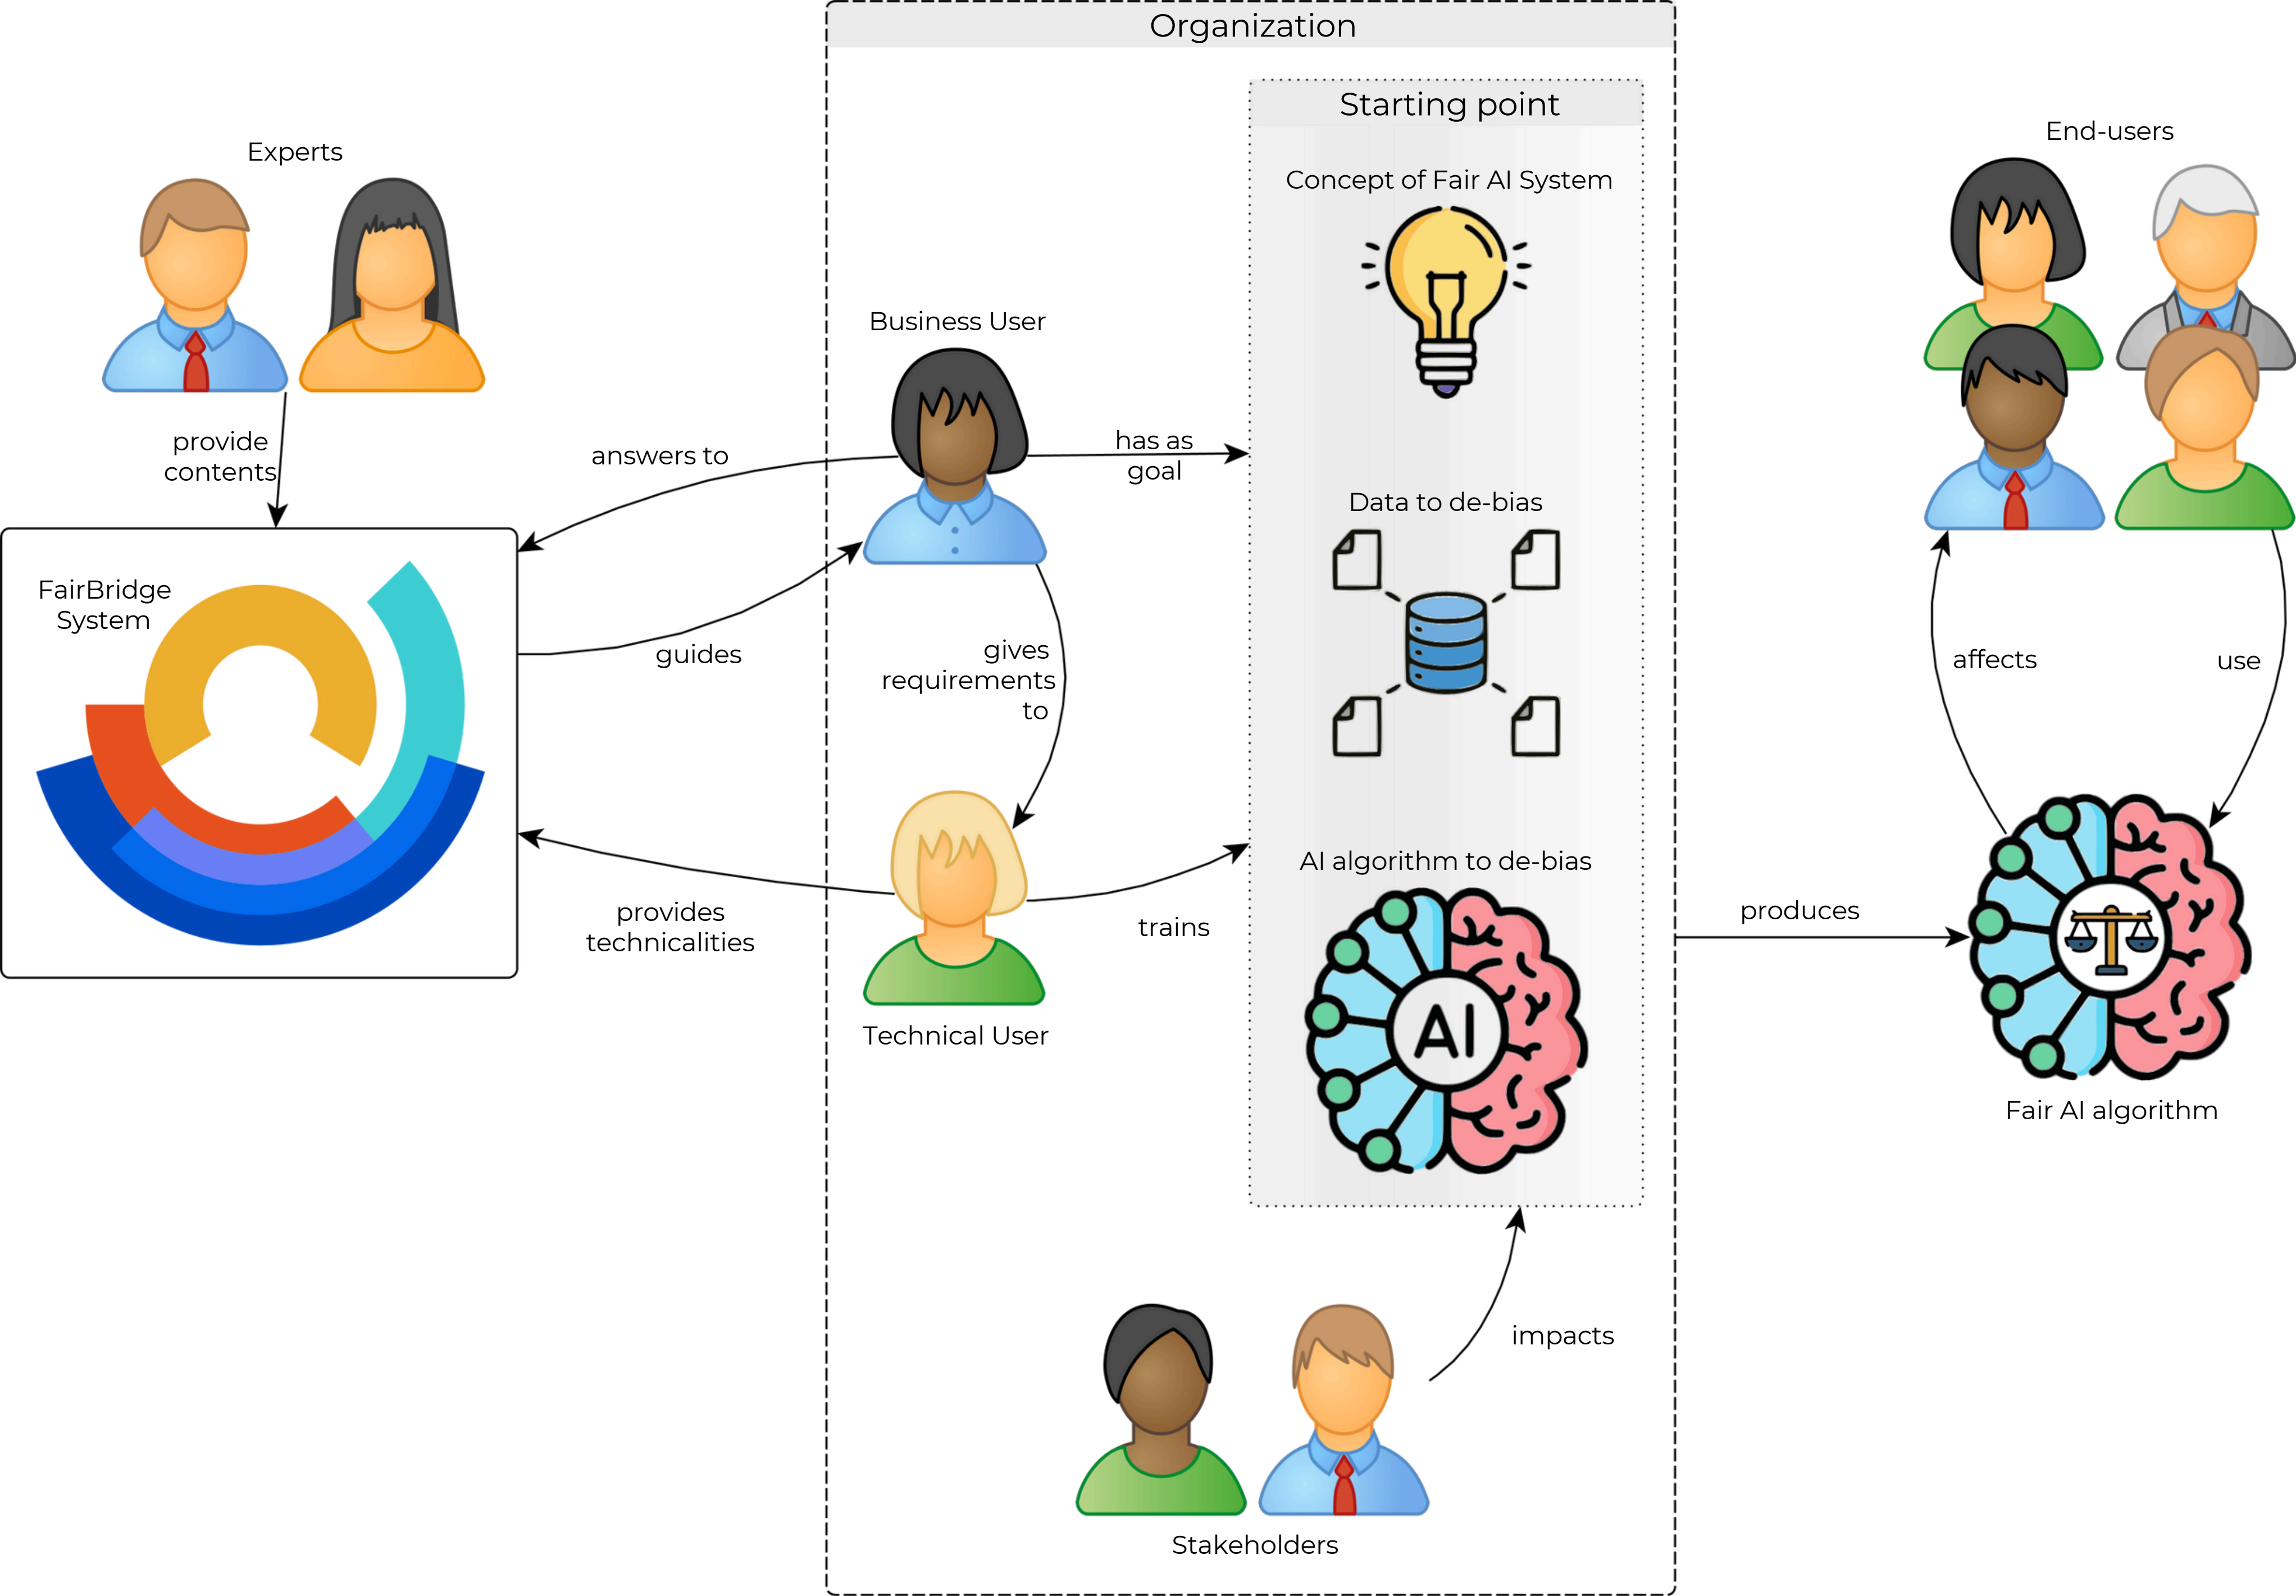 Organization
Starting point
Experts
End-users
Concept of Fair AI System
Business User
provide
contents
answers to
has as
goal
Data to de-bias
FairBridge
System
guides
gives
requirements
to
affects
use
AI algorithm to de-bias
provides
technicalities
trains
produces
AI
Technical User
Fair AI algorithm
impacts
Stakeholders